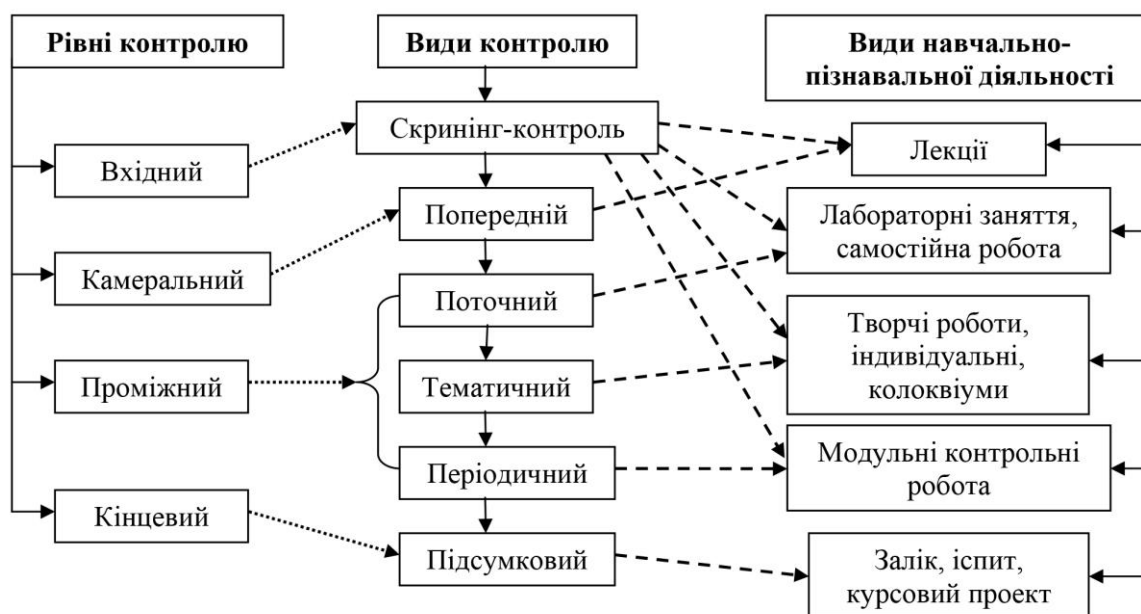 Рівні контролю
Вхідний
Камеральний
Проміжний
Кінцевий
Види контролю
Скринінг-контроль
Попередній
Поточний
Тематичний
Періодичний
Підсумковий
Види навчально-
пізнавальної діяльності
Лекції
Лабораторні заняття,
самостійна робота
Творчі роботи,
індивідуальні,
колоквіуми
Модульні контрольні
робота
Залік, іспит,
курсовий проект